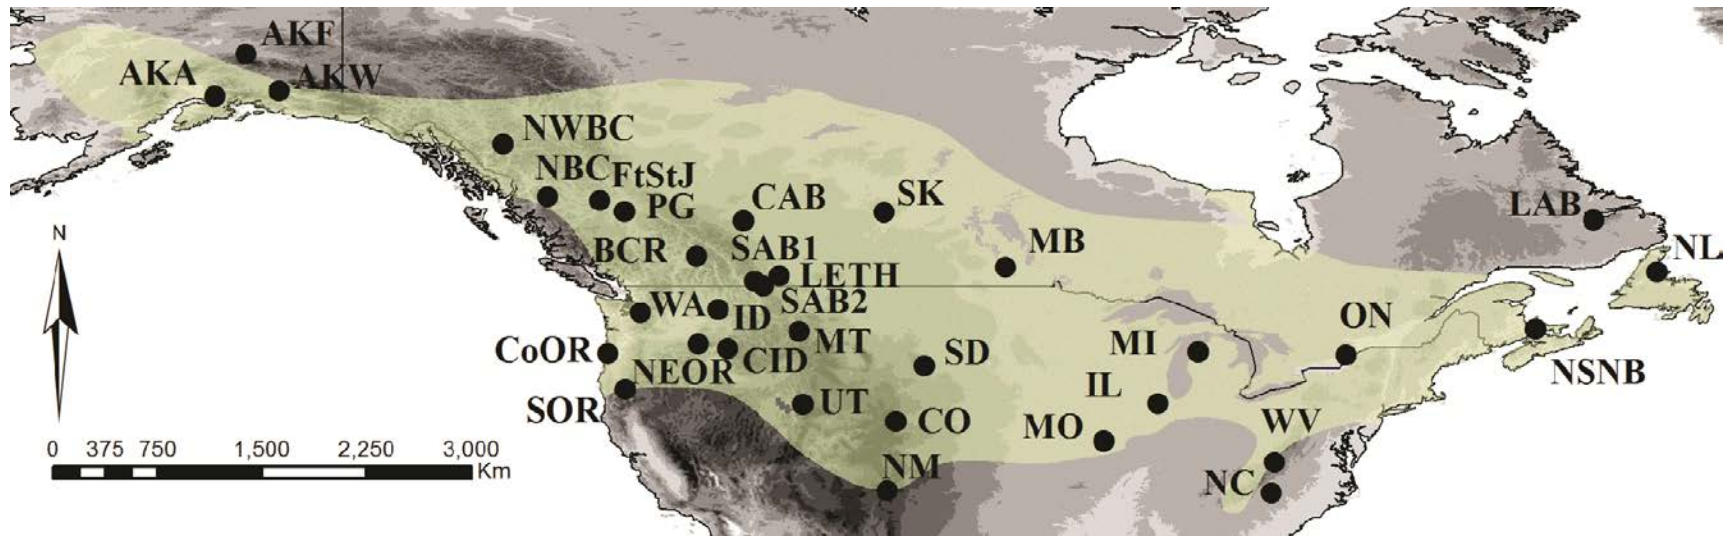 AKF
AKA
AKW
NWBC
NBC
FtStJ
PG
CAB
SK
LAB
BCR
SAB1
MB
NL
LETH
N
WA
SAB2
ID
ON
CoOR
MT
MI
SD
NEOR
CID
NSNB
SOR
UT
IL
CO
MO
WV
0 375 750 1,500 2,250 3,000
Km
NM
NC